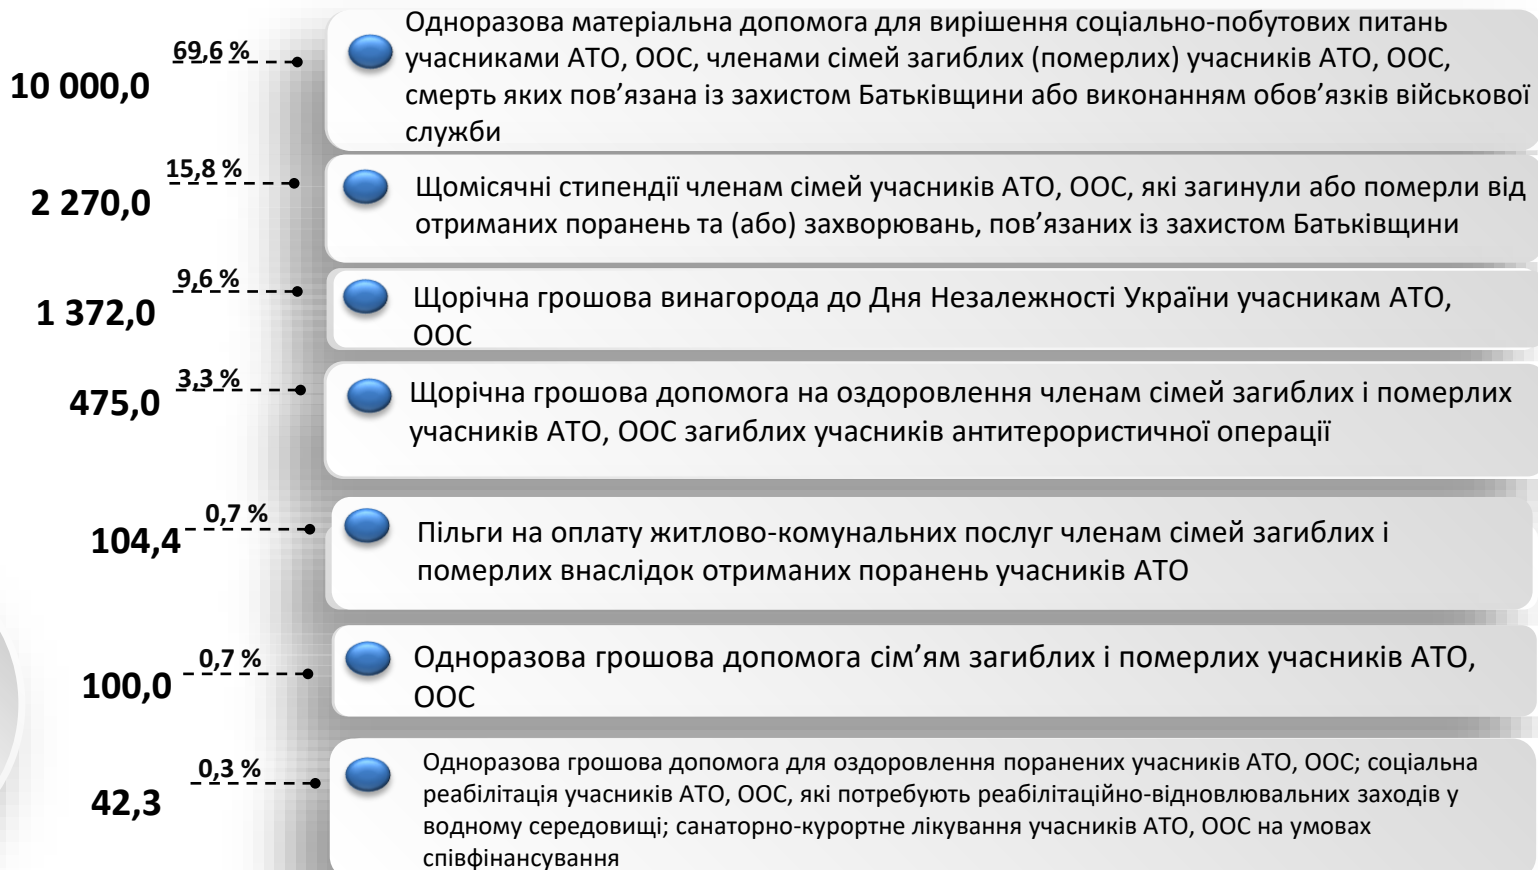 69,6 %
10 000,0
Одноразова матеріальна допомога для вирішення соціально-побутових питань
учасниками АТО, ООС, членами сімей загиблих (померлих) учасників АТО, ООС,
смерть яких пов’язана із захистом Батьківщини або виконанням обов’язків військової
служби
15,8 %
2 270,0
Щомісячні стипендії членам сімей учасників АТО, ООС, які загинули або померли від
отриманих поранень та (або) захворювань, пов’язаних із захистом Батьківщини
9,6 %
1 372,0
Щорічна грошова винагорода до Дня Незалежності України учасникам АТО,
ООС
3,3 %
475,0
Щорічна грошова допомога на оздоровлення членам сімей загиблих і померлих
учасників АТО, ООС загиблих учасників антитерористичної операції
0,7 %
104,4
Пільги на оплату житлово-комунальних послуг членам сімей загиблих і
померлих внаслідок отриманих поранень учасників АТО
0,7 %
100,0
Одноразова грошова допомога сім’ям загиблих і померлих учасників АТО,
ООС
0,3 %
42,3
Одноразова грошова допомога для оздоровлення поранених учасників АТО, ООС; соціальна
реабілітація учасників АТО, ООС, які потребують реабілітаційно-відновлювальних заходів у
водному середовищі; санаторно-курортне лікування учасників АТО, ООС на умовах
співфінансування